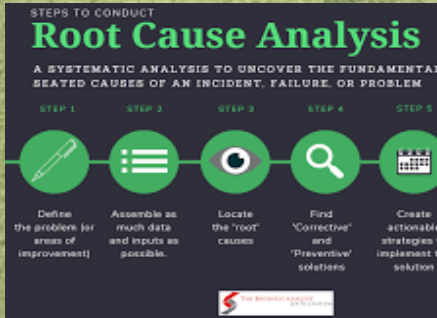 STEPS TO CONDUCT
Root Cause Analysis
A SYSTEMATIC ANALYSIS TO UNCOVER THE FUNDAMENTAL
SEATED CAUSES OF AN INCIDENT, FAILURE, OR PROBLEM
STEP 1
STEP 2
STEP 3
STEP 4
STEP 5
Define
the problem (or
areas of
improvement)
Assemble as
much data
and inputs as
possible.
Locate
the "root"
causes
Find
'Corrective'
and
'Preventive'
solutions
Create
actionable
strategies
implement
solution
THE BUSINESS ANALYST